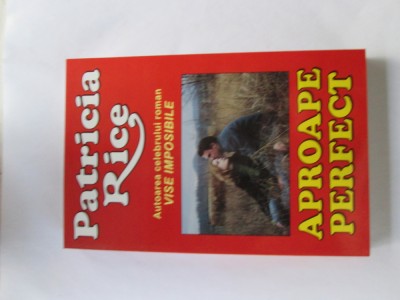 Patricia
Rice
Autoarea celebrului roman
VISE IMPOSIBILE
APROAPE
PERFECT